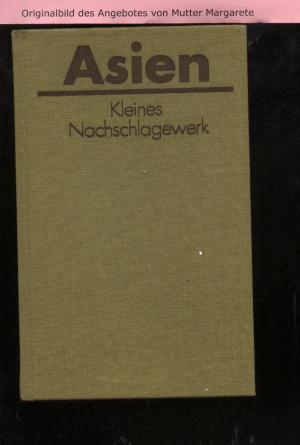 Originalbild des Angebotes von Mutter Margarete
Asien
Kleines
Nachschlagewerk